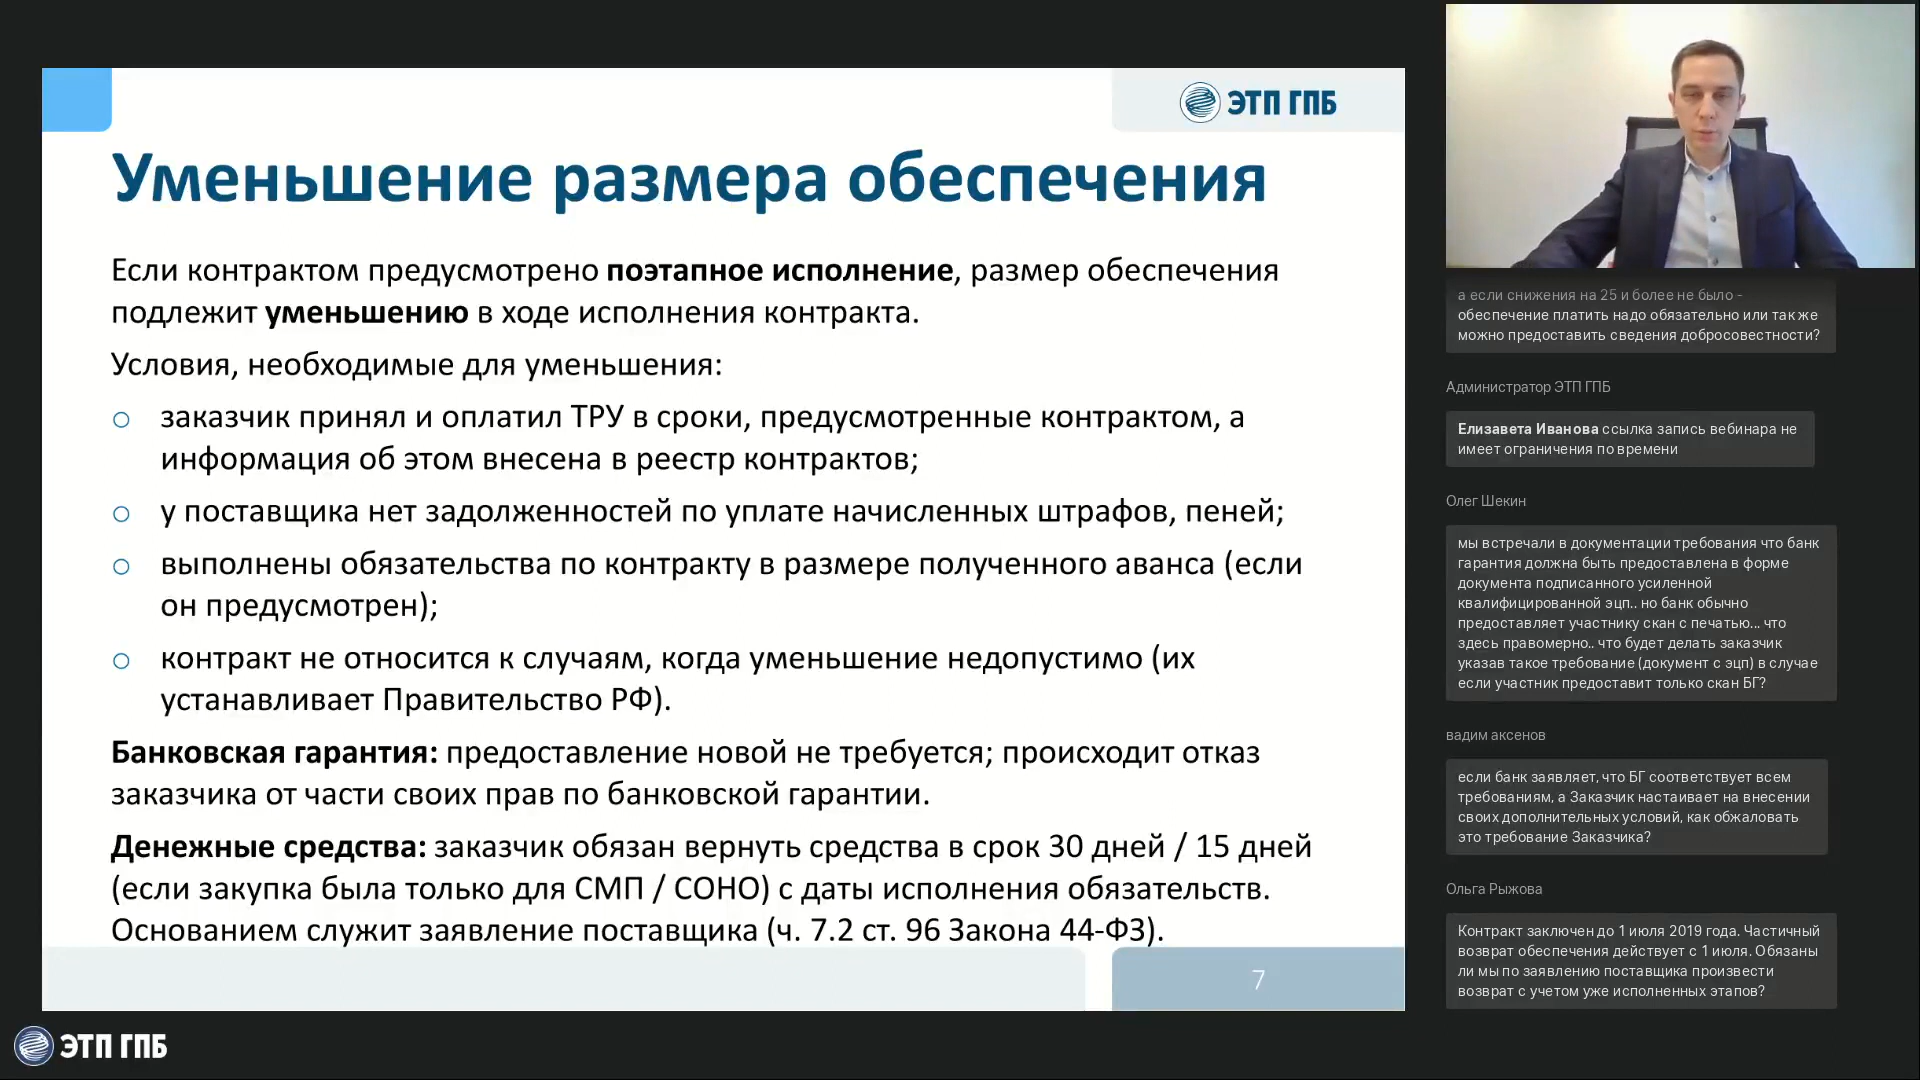 ЭТП ГПБ
Уменьшение размера обеспечения
Если контрактом предусмотрено поэтапное исполнение, размер обеспечения
подлежит уменьшению в ходе исполнения контракта.
Условия, необходимые для уменьшения:
заказчик принял и оплатил ТРУ в сроки, предусмотренные контрактом, а
информация об этом внесена в реестр контрактов;
у поставщика нет задолженностей по уплате начисленных штрафов, пеней;
выполнены обязательства по контракту в размере полученного аванса (если
он предусмотрен);
контракт не относится к случаям, когда уменьшение недопустимо (их
устанавливает Правительство РФ).
Банковская гарантия: предоставление новой не требуется; происходит отказ
заказчика от части своих прав по банковской гарантии.
Денежные средства: заказчик обязан вернуть средства в срок 30 дней / 15 дней
(если закупка была только для СМП / СОНО) с даты исполнения обязательств.
Основанием служит заявление поставщика (ч. 7.2 ст. 96 Закона 44-ФЗ).
7
ЭТП ГПБ
а если снижения на 25 и более не было -
обеспечение платить надо обязательно или так же
можно предоставить сведения добросовестности?
Администратор ЭТП ГПБ
Елизавета Иванова ссылка запись вебинара не
имеет ограничения по времени
Олег Шекин
мы встречали в документации требования что банк
гарантия должна быть предоставлена в форме
документа подписанного усиленной
квалифицированной эцп.. но банк обычно
предоставляет участнику скан с печатью... что
здесь правомерно.. что будет делать заказчик
указав такое требование (документ с эцп) в случае
если участник предоставит только скан БГ?
вадим аксенов
если банк заявляет, что БГ соответствует всем
требованиям, а Заказчик настаивает на внесении
своих дополнительных условий, как обжаловать
это требование Заказчика?
Ольга Рыжова
Контракт заключен до 1 июля 2019 года. Частичный
возврат обеспечения действует с 1 июля. Обязаны
ли мы по заявлению поставщика произвести
возврат с учетом уже исполненных этапов?